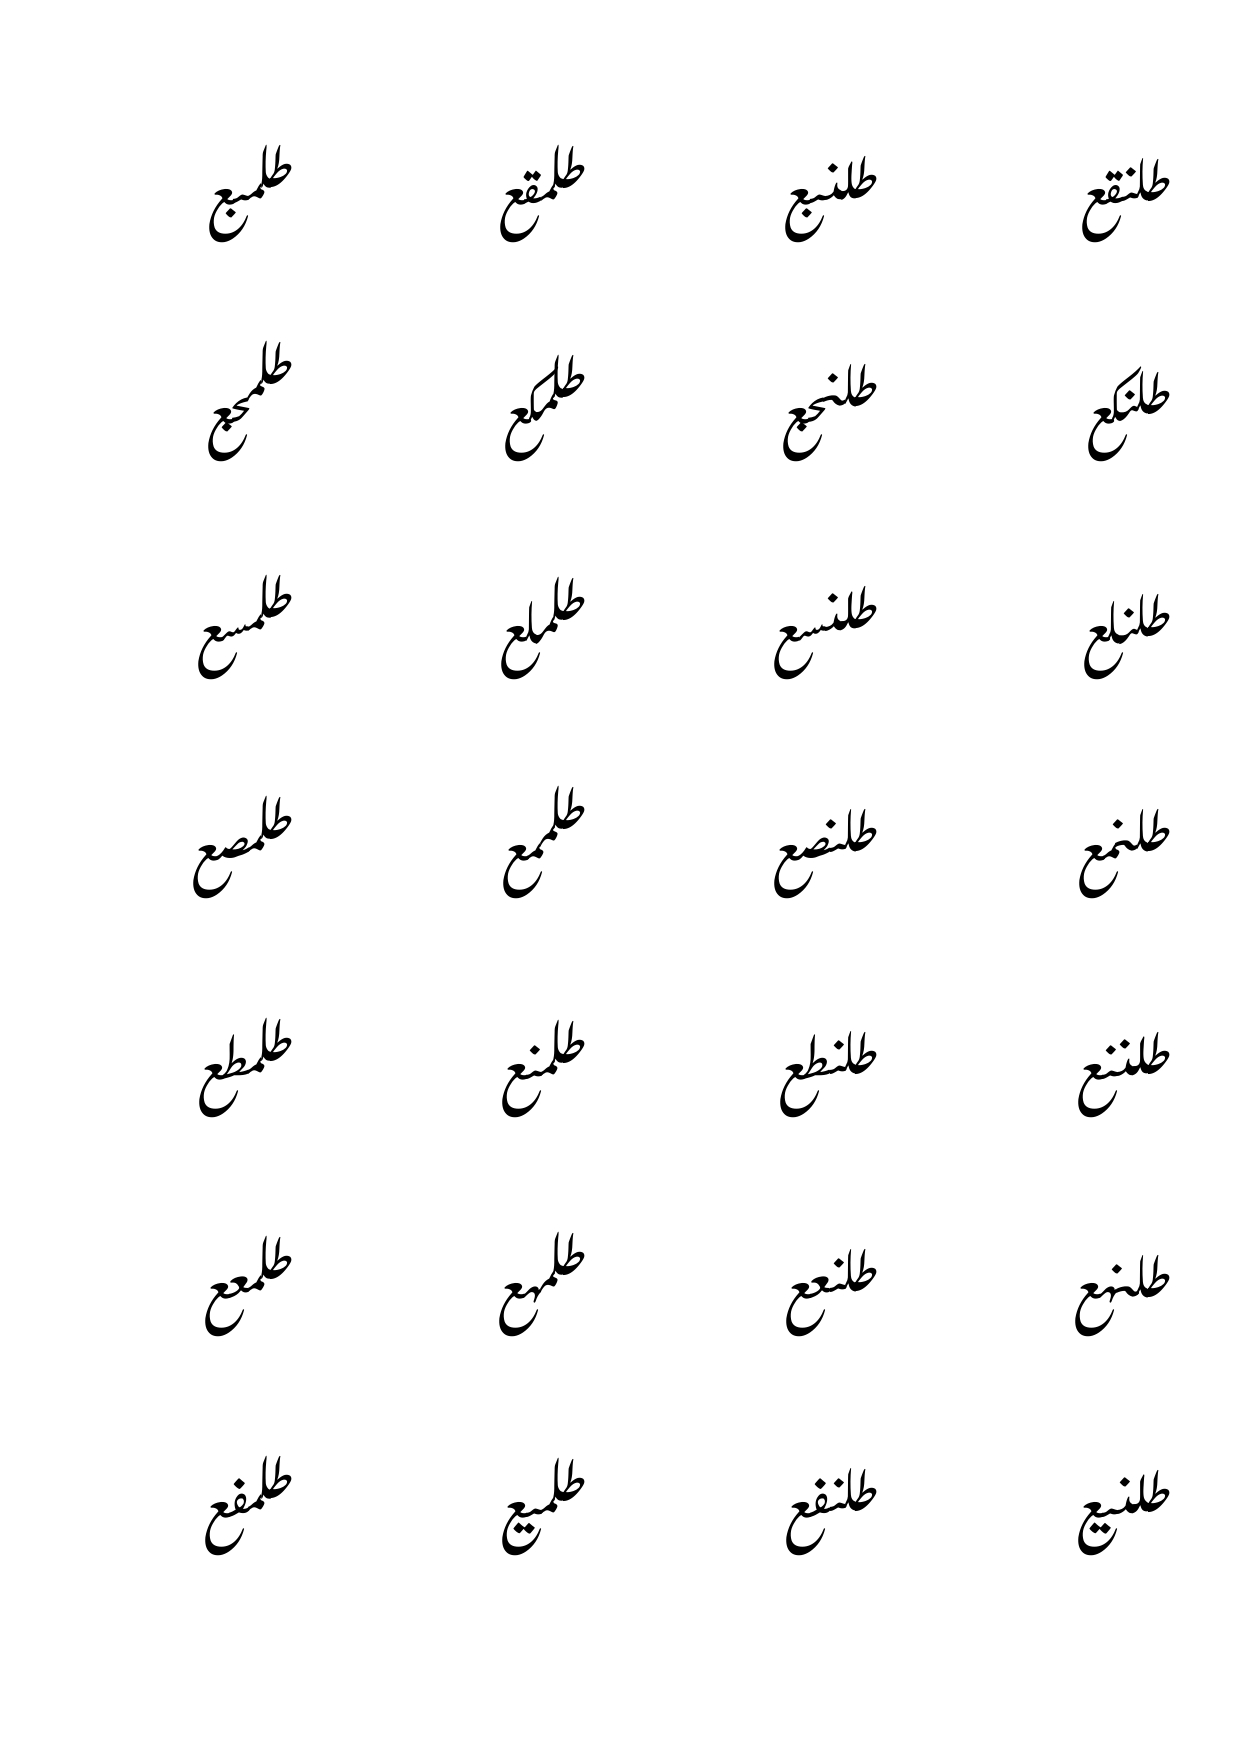 طلنقع طلنبع طلمقع طلمبع
طلنكع طلنجع طلمكع طلمجع
طلنلع طلنسع طلملع طلمسع
طلنمع طلنصع طلممع طلمصع
طلننع طلنطع طلمنع طلمطع
طلنهع طلنعع طلمهع طلمعع
طلنيع طلنفع طلميع طلمفع